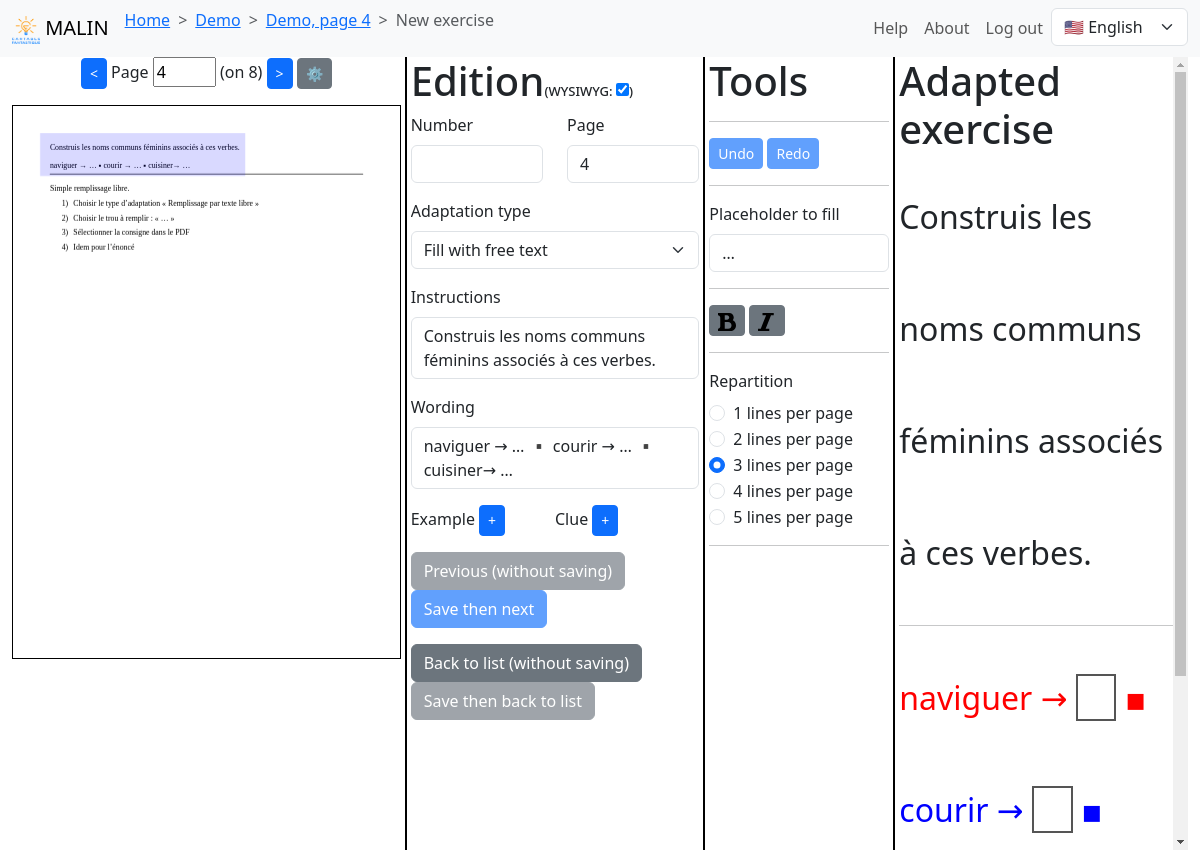 MALIN Home > Demo > Demo, page 4 > New exercise Help About Log out 🇺🇸 English
< Page 4 (on 8) > ⚙️
Construis les noms communs féminins associés à ces verbes.
naviguer → … ▪ courir → … ▪ cuisiner→ …
Simple remplissage libre.
1) Choisir le type d’adaptation « Remplissage par texte libre »
2) Choisir le trou à remplir : « … »
3) Sélectionner la consigne dans le PDF
4) Idem pour l’énoncé
Edition (WYSIWYG: )
Number Page
4
Adaptation type
Fill with free text
Instructions
Construis les noms communs
féminins associés à ces verbes.
Wording
naviguer → … ▪ courir → … ▪
cuisiner→ …
Example + Clue +
Previous (without saving)
Save then next
Back to list (without saving)
Save then back to list
Tools
Undo Redo
Placeholder to fill
...
B I
Repartition
1 lines per page
2 lines per page
3 lines per page
4 lines per page
5 lines per page
Adapted
exercise
Construis les
noms communs
féminins associés
à ces verbes.
naviguer → ▪
courir → ▪